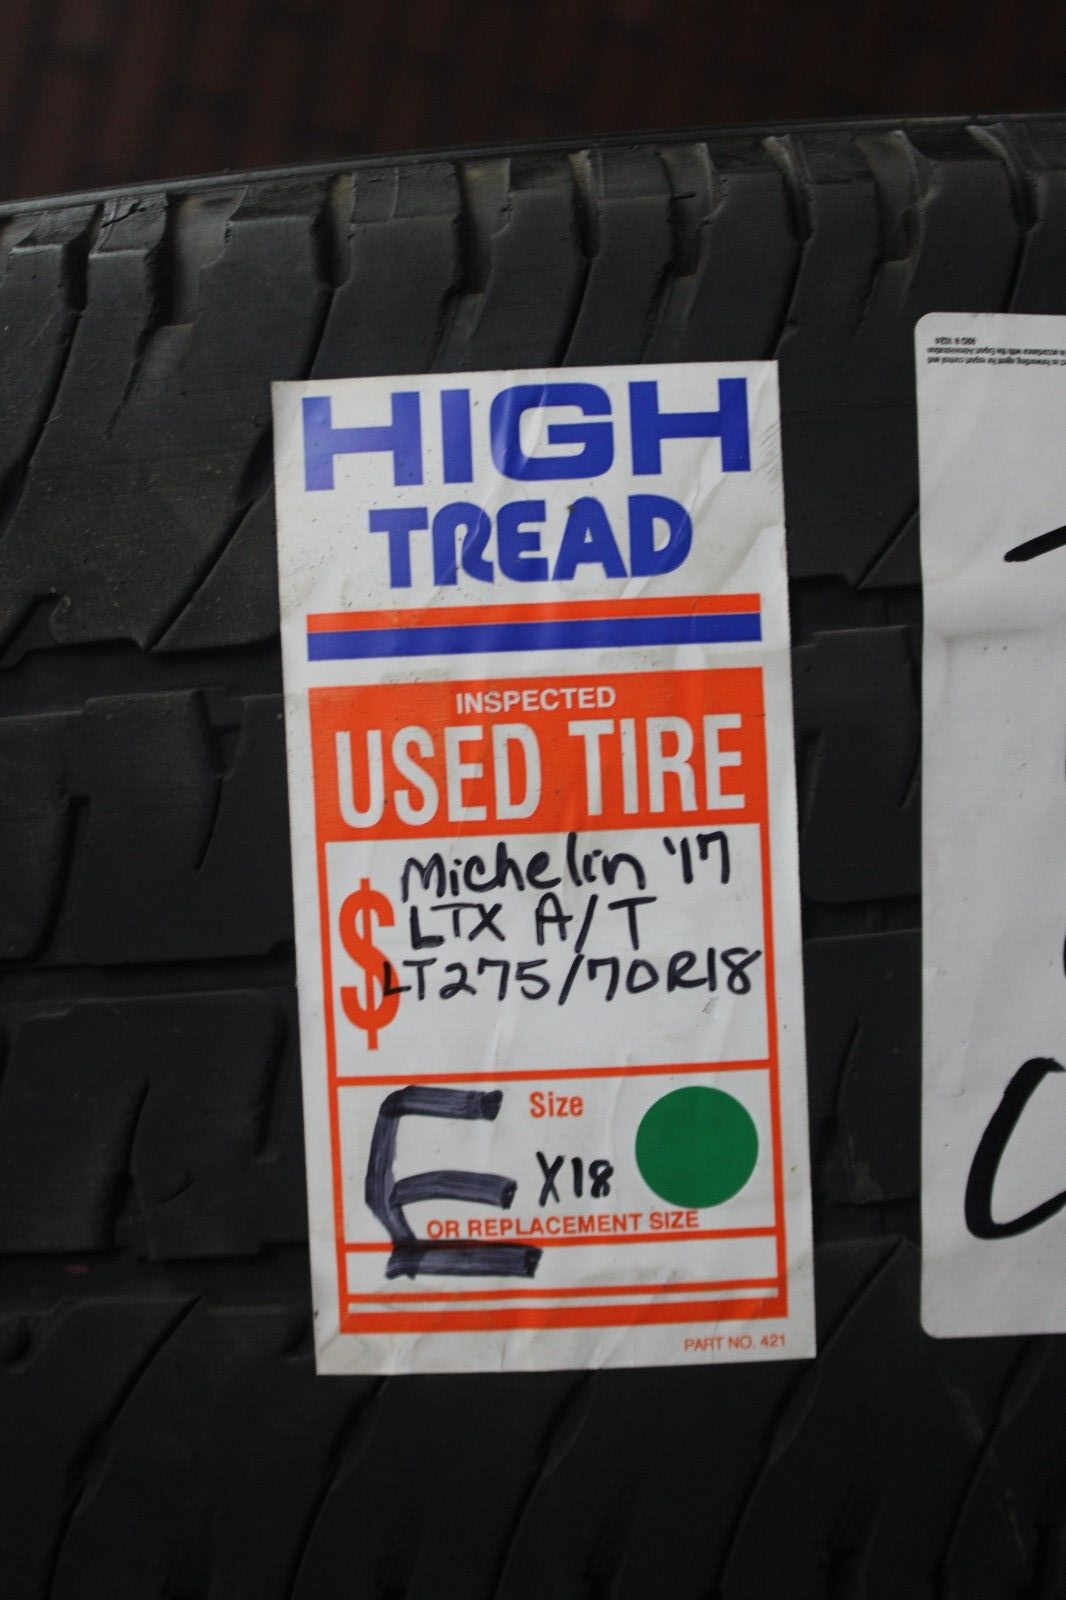 HIGH
TREAD
INSPECTED
USED TIRE
$
Michelin '17
LTX A/T
LT275/70R18
E
Size
X18
OR REPLACEMENT SIZE
PART NO. 421